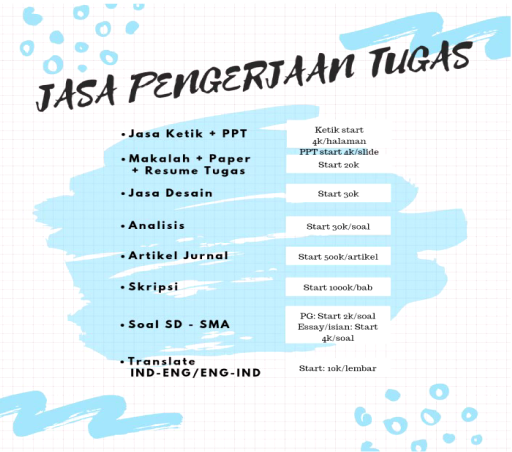 JASA PENGERJAAN TUGAS
• Jasa Ketik + PPT
Ketik start
4k/halaman
PPT start 4k/slide
• Makalah + Paper
+ Resume Tugas
Start 20k
• Jasa Desain
Start 30k
• Analisis
Start 30k/soal
• Artikel Jurnal
Start 500k/artikel
• Skripsi
Start 1000k/bab
• Soal SD - SMA
PG: Start 2k/soal
Essay/isian: Start
4k/soal
• Translate
IND-ENG/ENG-IND
Start: 10k/lembar